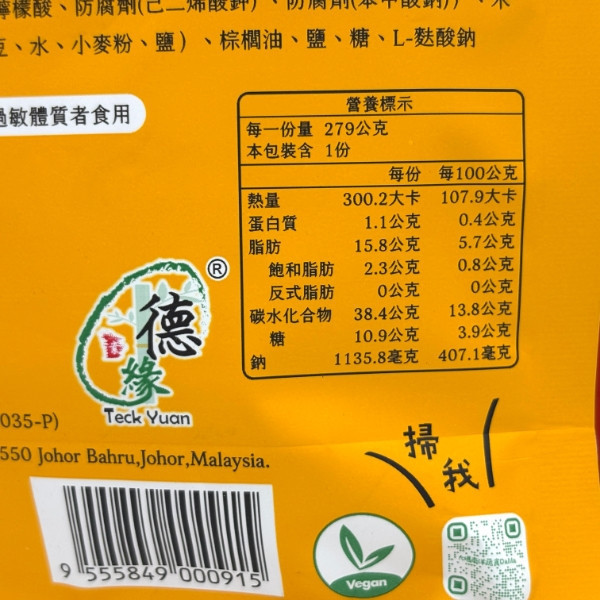 檸檬酸、防腐劑(己二烯酸鉀)、防腐劑(苯甲酸鈉))、米
豆、水、小麥粉、鹽)、棕櫚油、鹽、糖、L-麩酸鈉
過敏體質者食用
營養標示
每一份量 279公克
本包裝含 1份
每份 每100公克
熱量 300.2大卡 107.9大卡
蛋白質 1.1公克 0.4公克
脂肪 15.8公克 5.7公克
飽和脂肪 2.3公克 0.8公克
反式脂肪 0公克 0公克
碳水化合物 38.4公克 13.8公克
糖 10.9公克 3.9公克
鈉 1135.8毫克 407.1毫克
®
德
緣
Teck Yuan
035-P)
550 Johor Bahru,Johor,Malaysia.
掃
我
9 555849 000915
Vegan